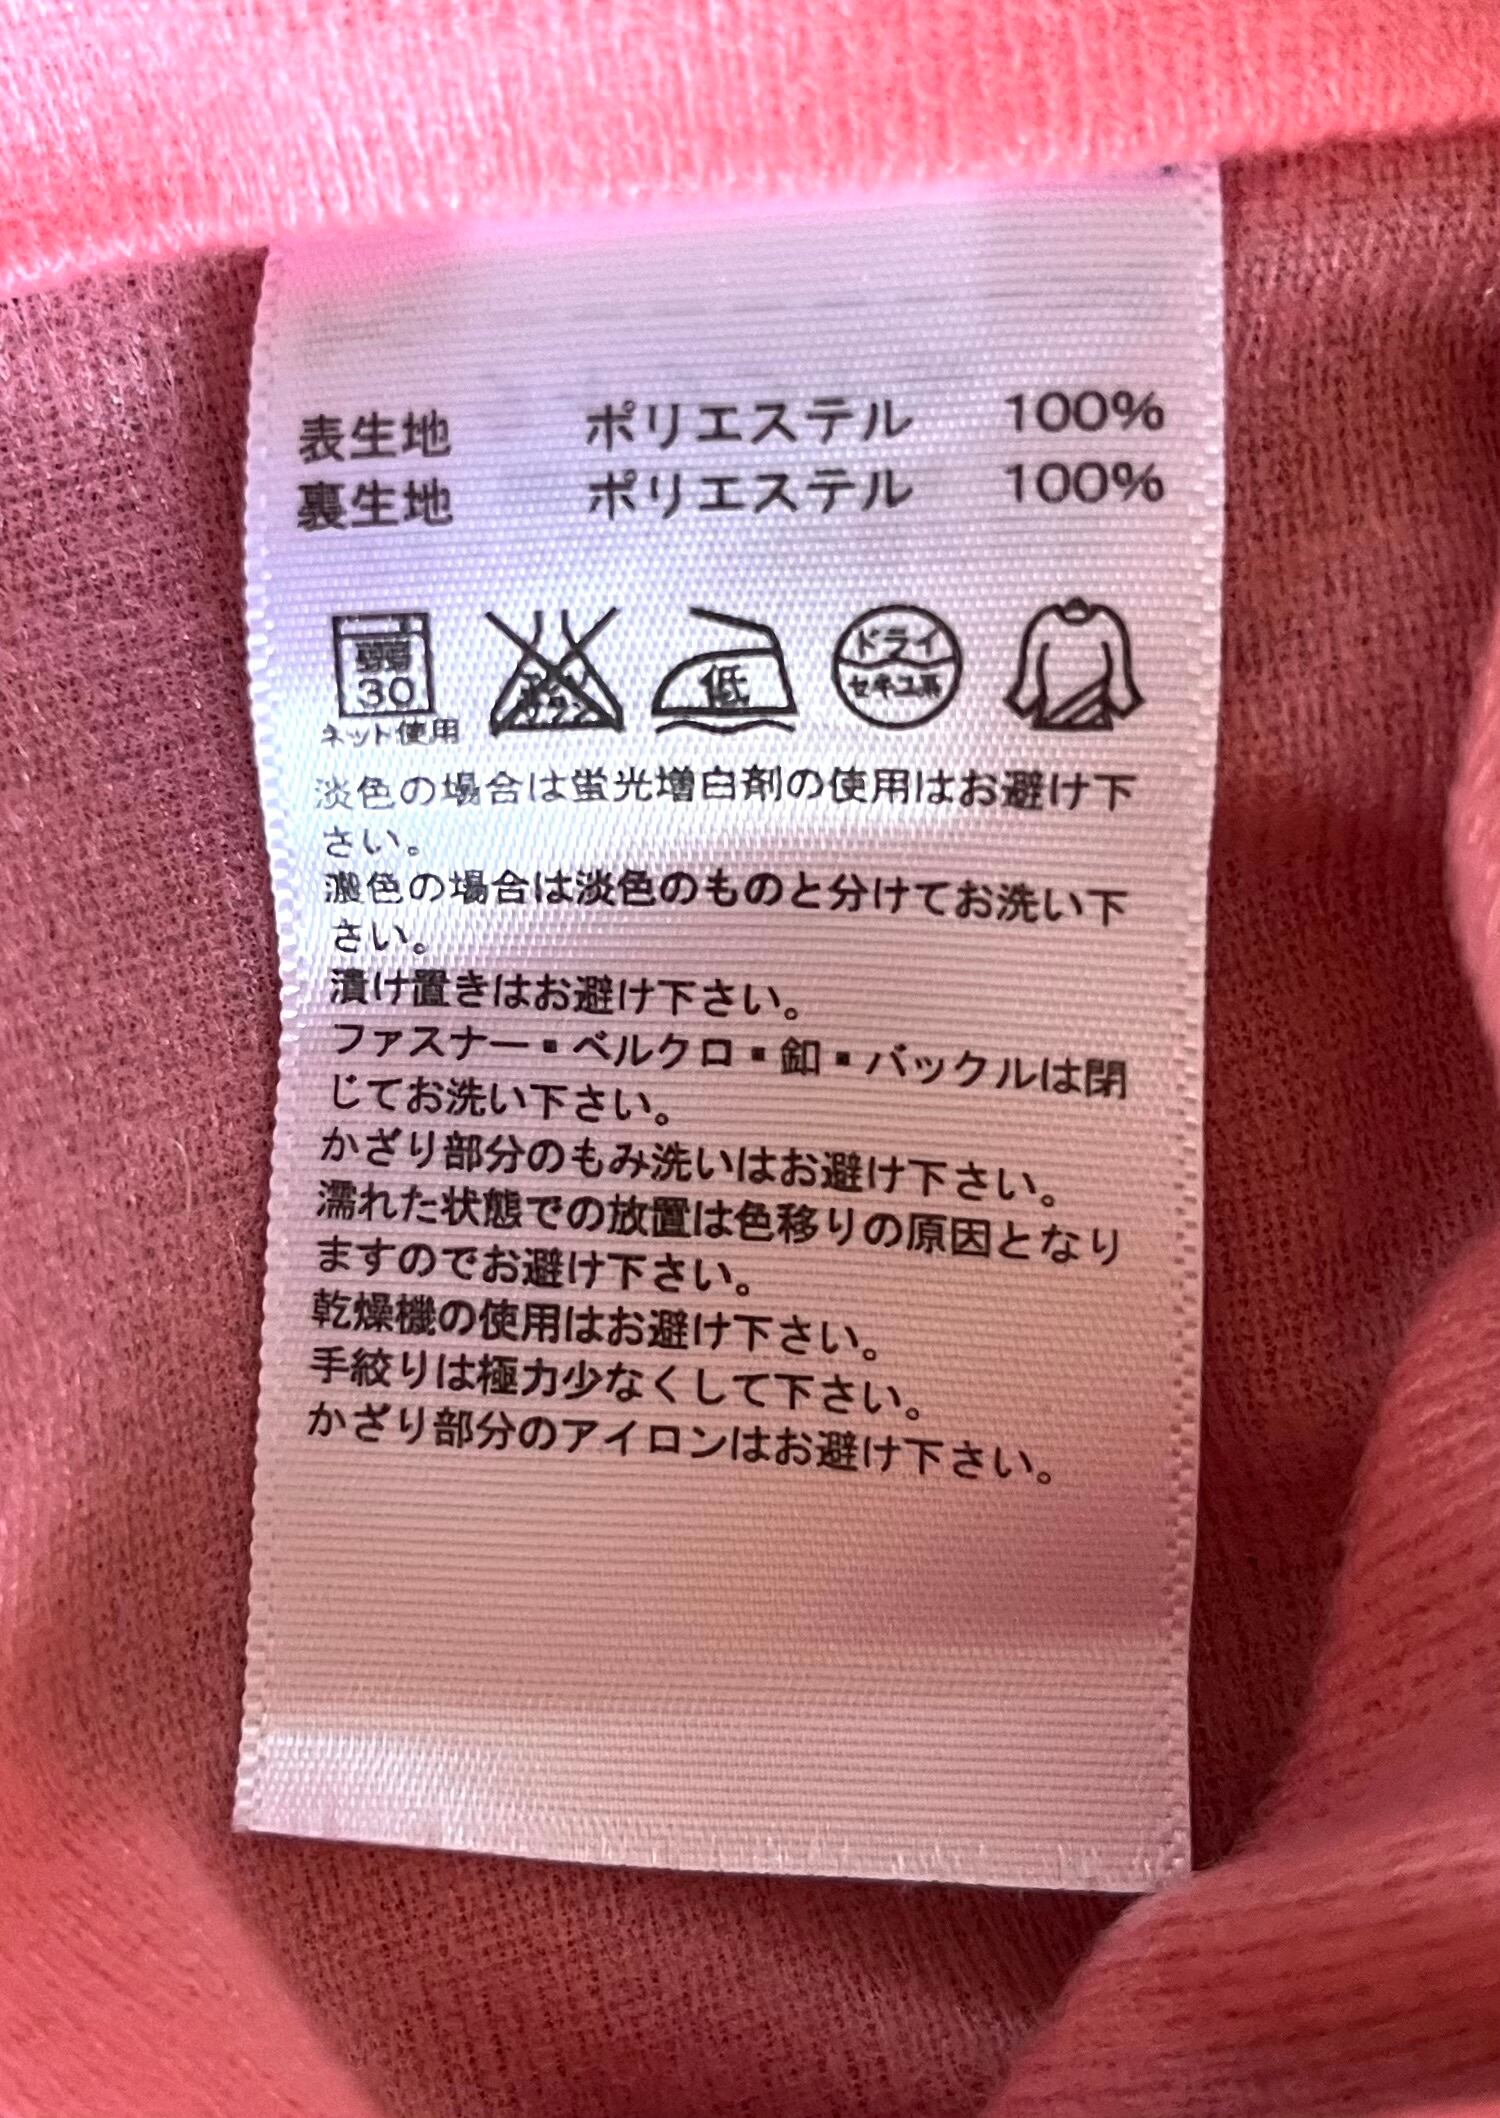 表生地 ポリエステル 100%
裏生地 ポリエステル 100%
弱 30 エンソ サラシ 低 ドライ セキユ系
ネット使用
淡色の場合は蛍光増白剤の使用はお避け下
さい。
濃色の場合は淡色のものと分けてお洗い下
さい。
漬け置きはお避け下さい。
ファスナー・ベルクロ・釦・バックルは閉
じてお洗い下さい。
かざり部分のもみ洗いはお避け下さい。
濡れた状態での放置は色移りの原因となり
ますのでお避け下さい。
乾燥機の使用はお避け下さい。
手絞りは極力少なくして下さい。
かざり部分のアイロンはお避け下さい。